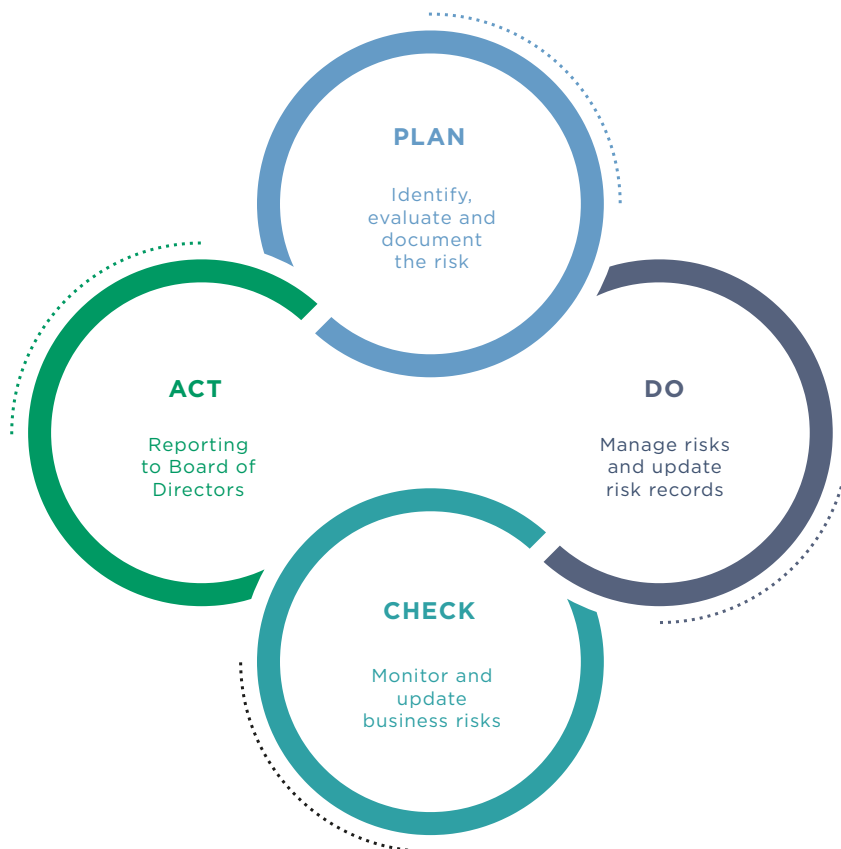 PLAN
Identify,
evaluate and
document
the risk
ACT
Reporting
to Board of
Directors
DO
Manage risks
and update
risk records
CHECK
Monitor and
update
business risks